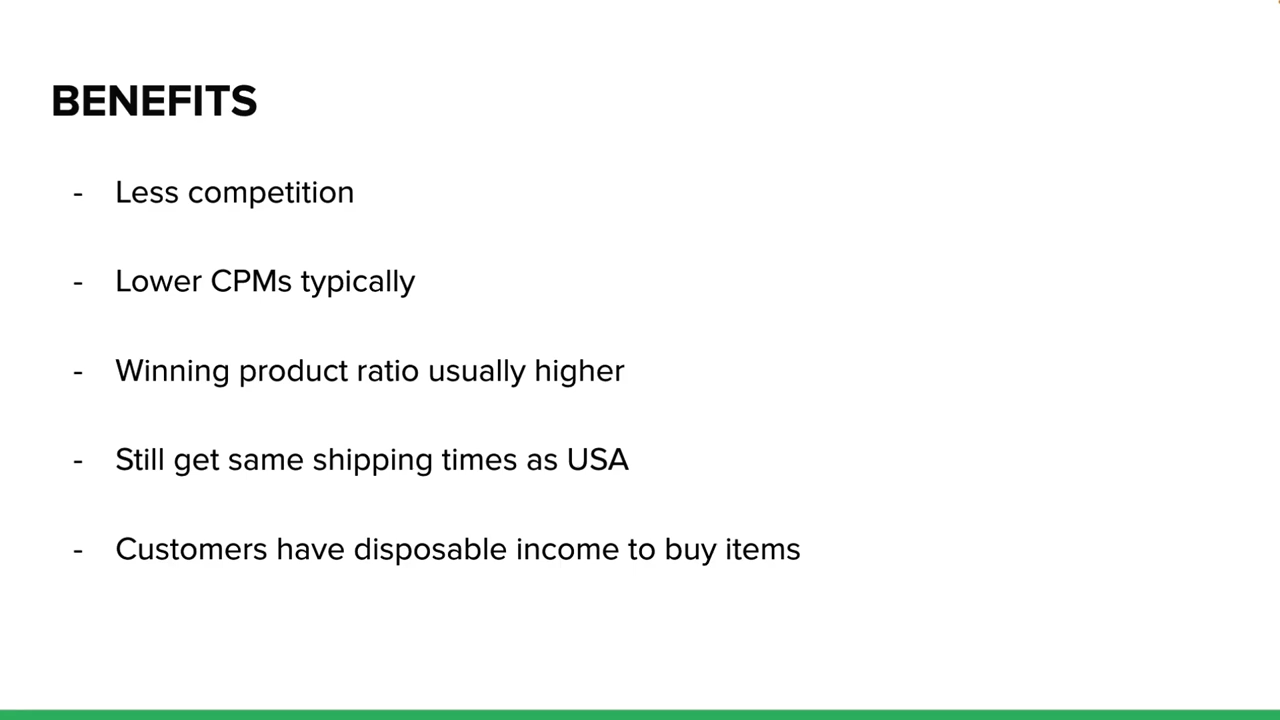 BENEFITS
- Less competition
- Lower CPMs typically
- Winning product ratio usually higher
- Still get same shipping times as USA
- Customers have disposable income to buy items